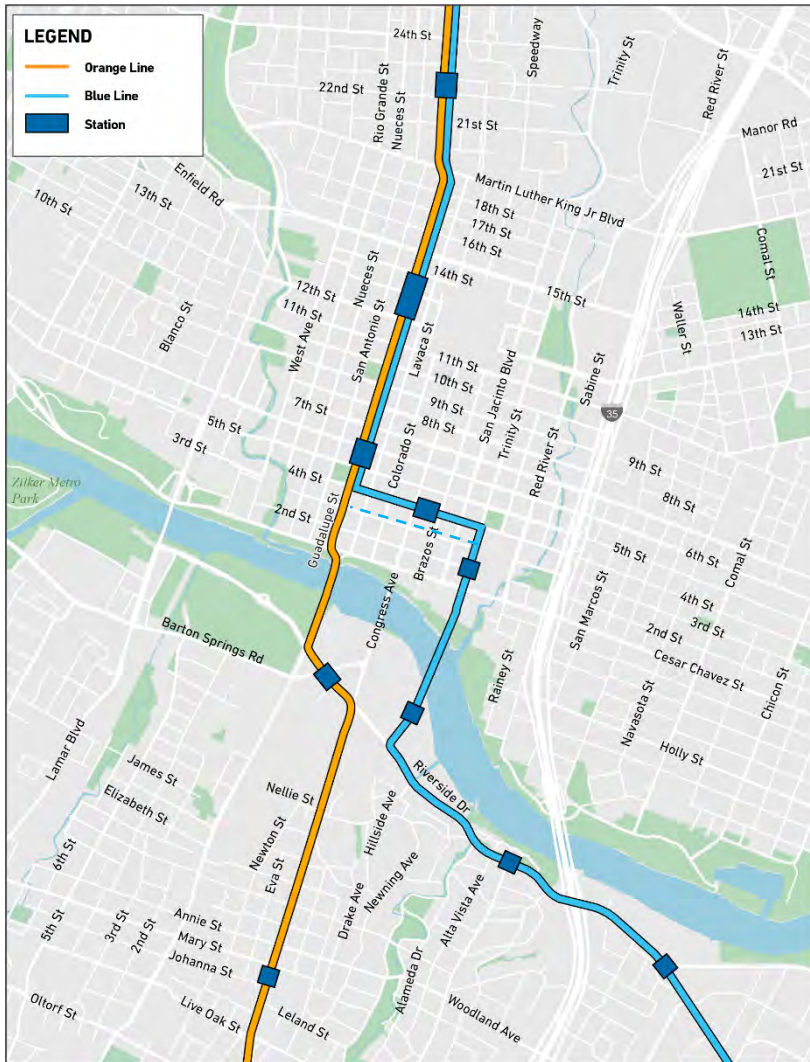 LEGEND
Orange Line
Blue Line
Station
24th St
Speedway
Trinity St
Red River St
22nd St
Rio Grande St
Nueces St
21st St
Manor Rd
21st St
Enfield Rd
Martin Luther King Jr Blvd
13th St
10th St
18th St
17th St
16th St
Comal St
Nueces St
14th St
12th St
11th St
15th St
San Antonio St
Blanco St
West Ave
Lavaca St
14th St
13th St
Waller St
11th St
10th St
9th St
8th St
San Jacinto Blvd
Trinity St
Sabine St
35
7th St
5th St
3rd St
4th St
2nd St
Colorado St
Red River St
9th St
8th St
Zilker Metro
Park
Guadalupe St
Brazos St
Congress Ave
5th St
6th St
4th St
3rd St
2nd St
Comal St
San Marcos St
Cesar Chavez St
Barton Springs Rd
Rainey St
Navasota St
Chicon St
Holly St
Lamar Blvd
James St
Elizabeth St
Nellie St
Riverside Dr
Hillside Ave
Newton St
Eva St
6th St
Newning Ave
Drake Ave
Alta Vista Ave
5th St
3rd St
2nd St
Annie St
Mary St
Johanna St
Alameda Dr
Oltorf St
Live Oak St
Leland St
Woodland Ave